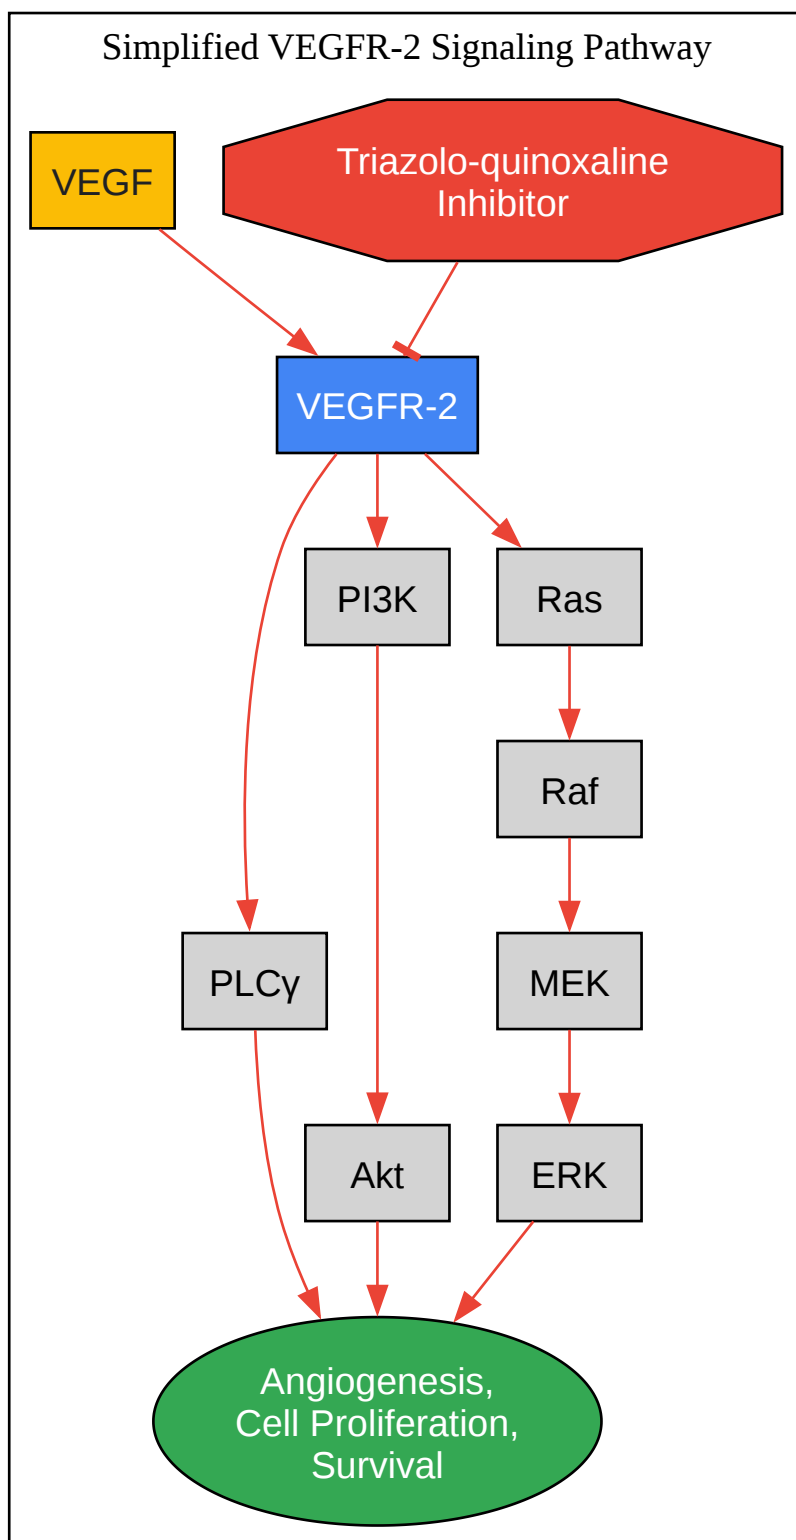 Simplified VEGFR-2 Signaling Pathway
VEGF
Triazolo-quinoxaline
Inhibitor
VEGFR-2
PI3K
Ras
Raf
PLCγ
MEK
Akt
ERK
Angiogenesis,
Cell Proliferation,
Survival